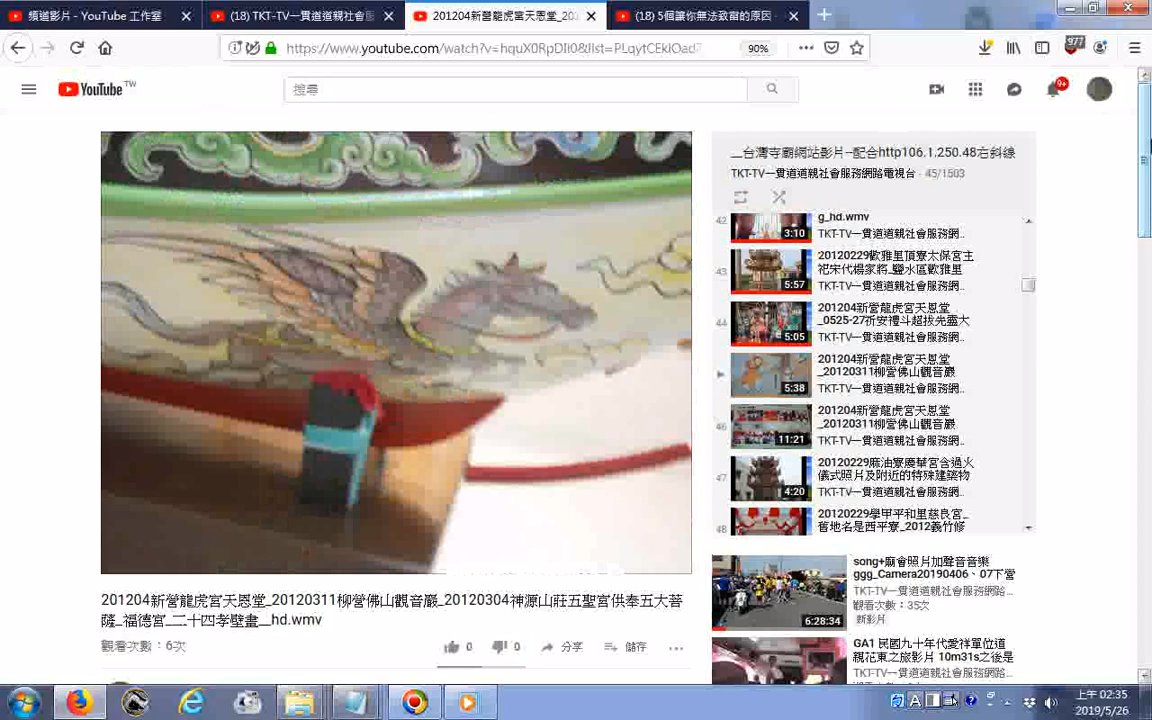 頻道影片 - YouTube 工作室
(18) TKT-TV一貫道道親社會服
201204新營龍虎宮天恩堂_20
(18) 5個讓你無法致富的原因
https://www.youtube.com/watch?v=hquX0RpDIi0&list=PLqytCEkIOad
90%
977
YouTube TW
搜尋
9+
__台灣寺廟網站影片--配合http106.1.250.48右斜線
TKT-TV一貫道道親社會服務網路電視台 - 45/1503
42
g_hd.wmv
TKT-TV一貫道道親社會服務網..
3:10
43
20120229歡雅里頂寮太保宮主
祀宋代楊家將_鹽水區歡雅里
TKT-TV一貫道道親社會服務網..
5:57
44
201204新營龍虎宮天恩堂
_0525-27祈安禮斗超拔先靈大
TKT-TV一貫道道親社會服務網..
5:05
201204新營龍虎宮天恩堂
_20120311柳營佛山觀音巖
TKT-TV一貫道道親社會服務網..
5:38
46
201204新營龍虎宮天恩堂
_20120311柳營佛山觀音巖
TKT-TV一貫道道親社會服務網..
11:21
47
20120229麻油寮慶華宮含過火
儀式照片及附近的特殊建築物
TKT-TV一貫道道親社會服務網..
4:20
48
20120229學甲平和里慈良宮_
舊地名是西平寮_2012義竹修
song+廟會照片加聲音音樂
ggg_Camera20190406、07下營
TKT-TV一貫道道親社會服務網路...
觀看次數：35次
新影片
6:28:34
GA1 民國九十年代愛祥單位道
親花東之旅影片 10m31s之後是
TKT-TV一貫道道親社會服務網路...
201204新營龍虎宮天恩堂_20120311柳營佛山觀音巖_20120304神源山莊五聖宮供奉五大菩
薩_福德宮_二十四孝壁畫__hd.wmv
觀看次數：6次
0
0
分享
儲存
上午 02:35
2019/5/26